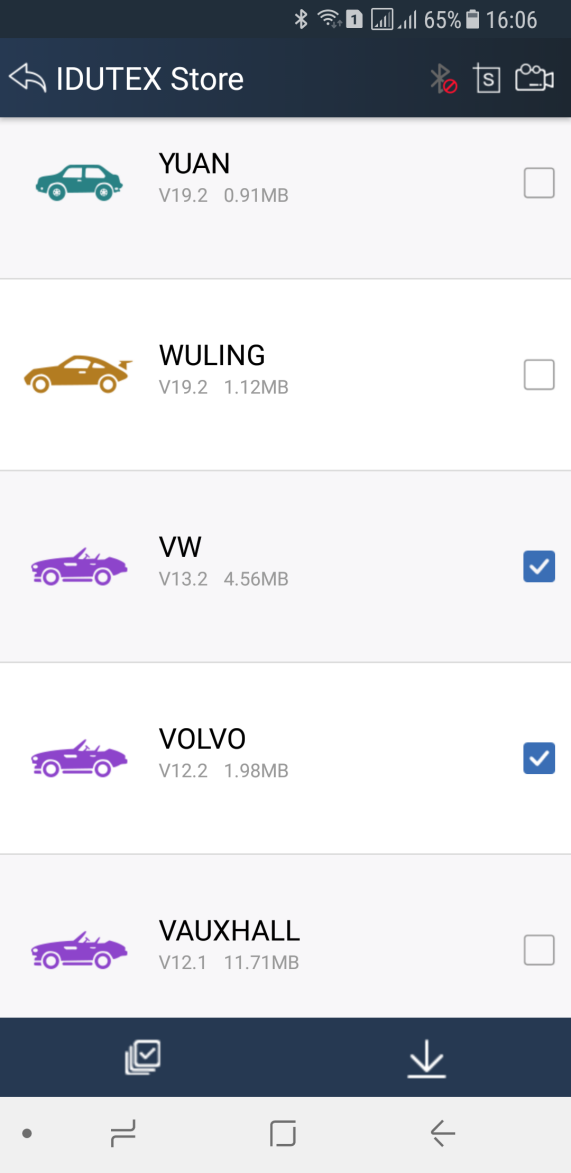 1 65% 16:06
IDUTEX Store
S
YUAN
V19.2 0.91MB
WULING
V19.2 1.12MB
VW
V13.2 4.56MB
VOLVO
V12.2 1.98MB
VAUXHALL
V12.1 11.71MB